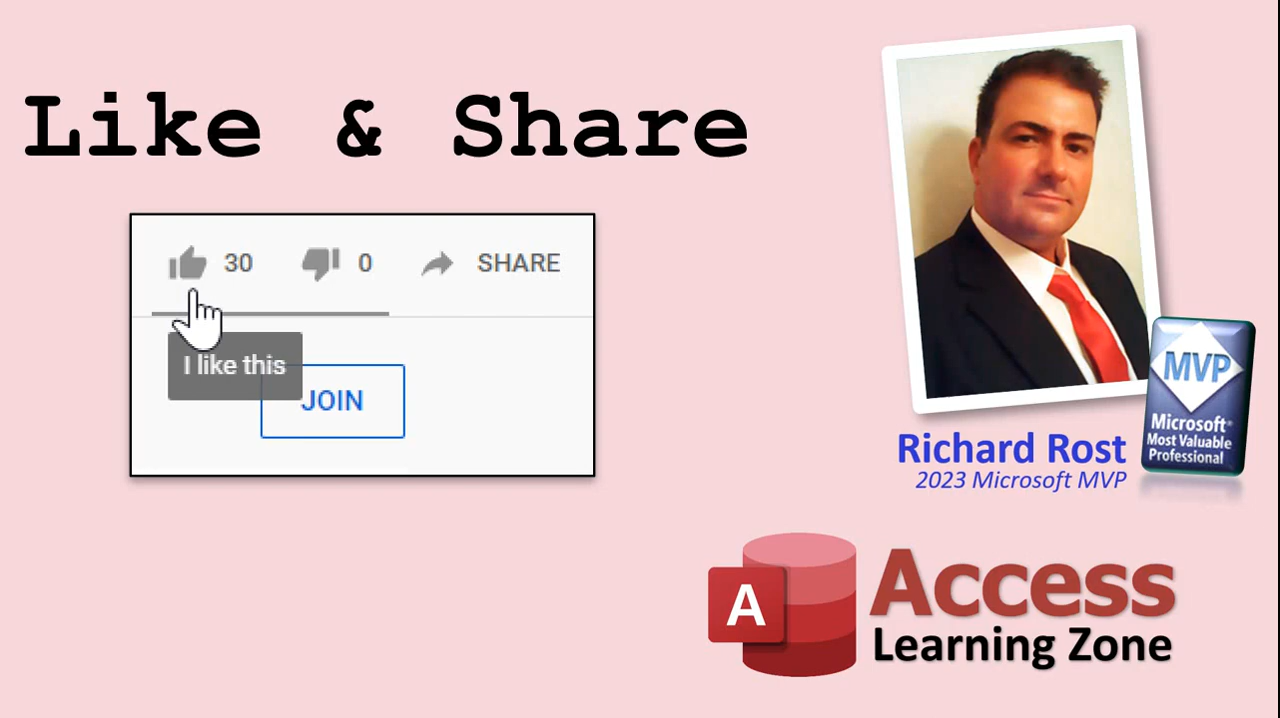 Like & Share
30 0 SHARE
I like this
JOIN
MVP
Microsoft®
Most Valuable
Professional
Richard Rost
2023 Microsoft MVP
A
Access
Learning Zone